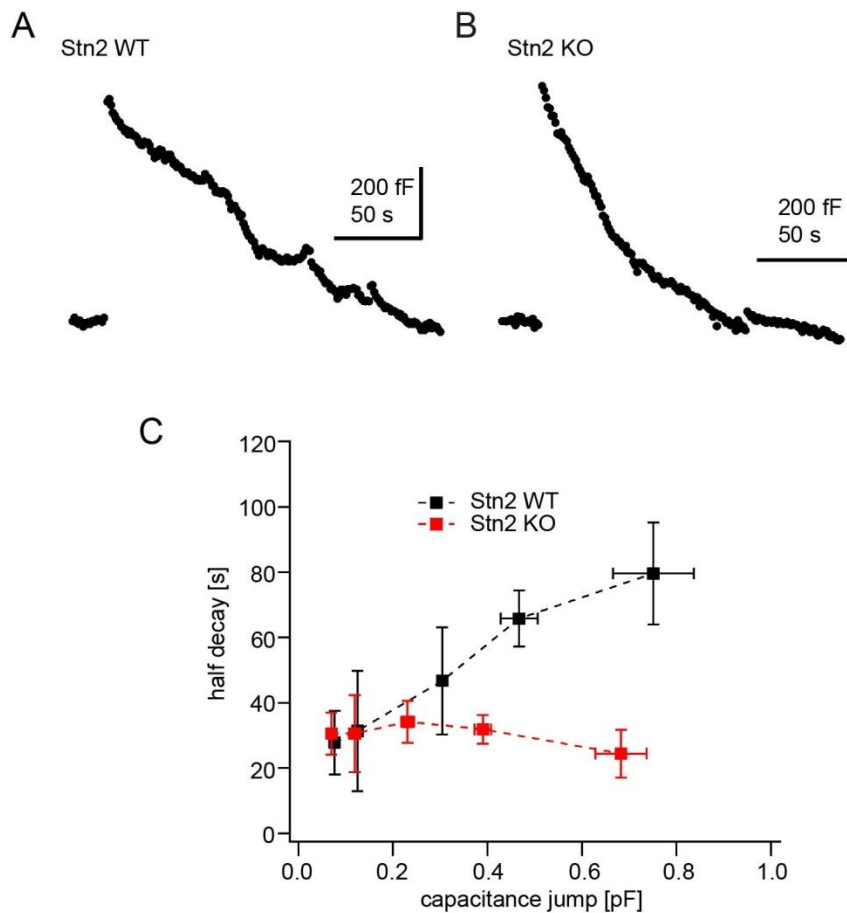 A
Stn2 WT
200 fF
50 s
B
Stn2 KO
200 fF
50 s
C
120
100
80
60
40
20
0
half decay [s]
Stn2 WT
Stn2 KO
0.0 0.2 0.4 0.6 0.8 1.0
capacitance jump [pF]